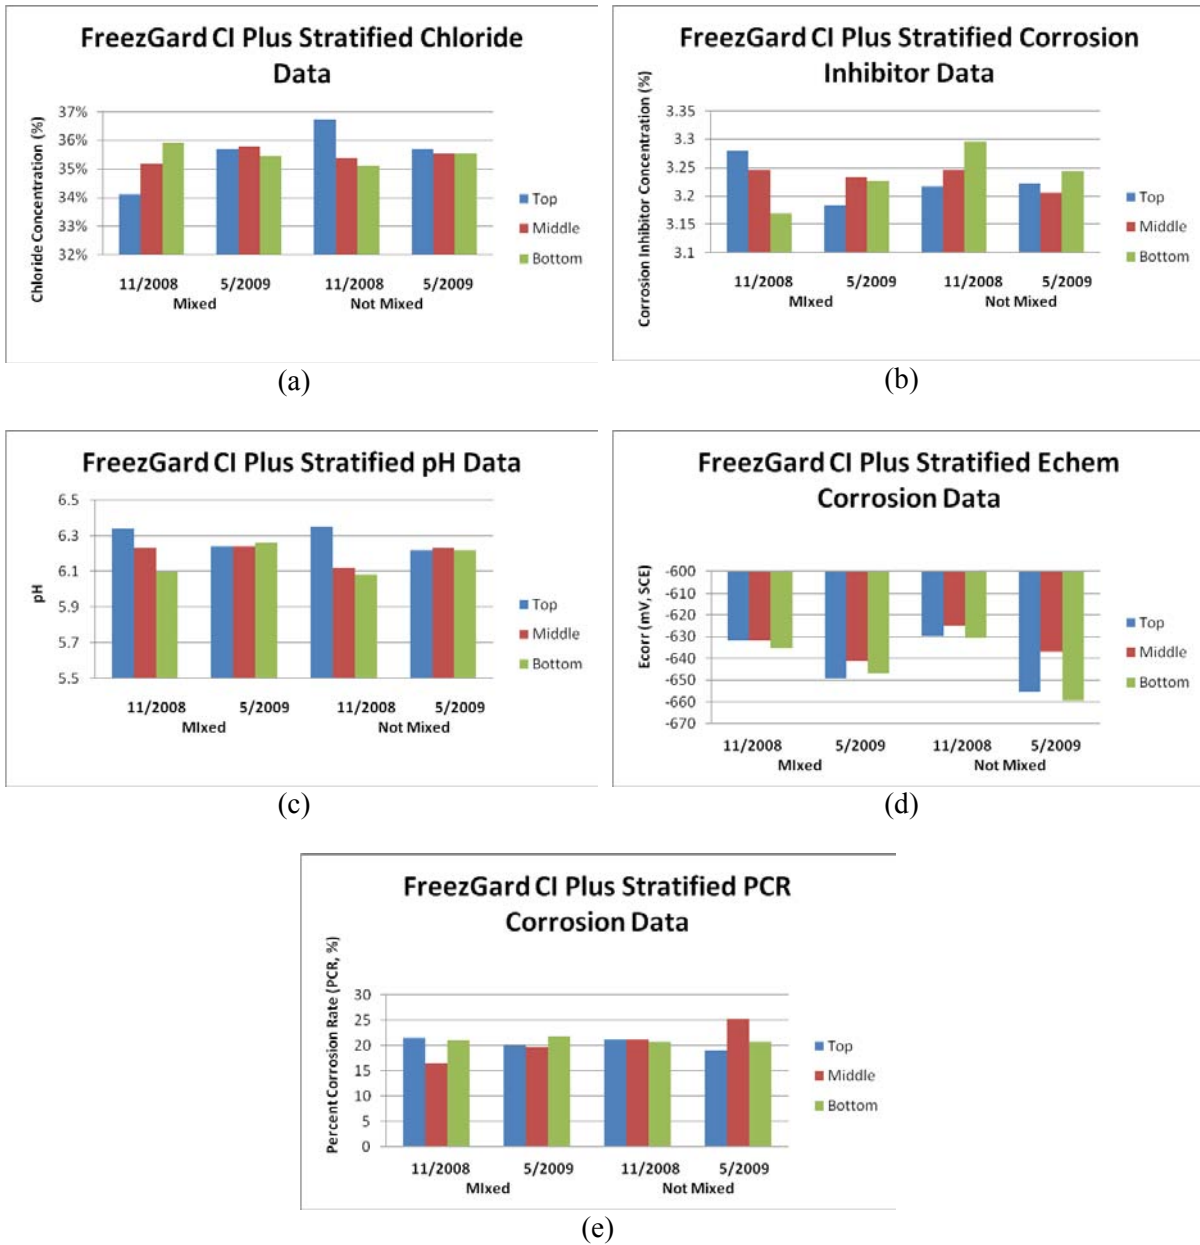 FreezGard CI Plus Stratified Chloride
Data
Chloride Concentration (%)
37%
36%
35%
34%
33%
32%
11/2008
5/2009
11/2008
5/2009
Mixed
Not Mixed
Top
Middle
Bottom
(a)
FreezGard CI Plus Stratified Corrosion
Inhibitor Data
Corrosion Inhibitor Concentration (%)
3.35
3.3
3.25
3.2
3.15
3.1
11/2008
5/2009
11/2008
5/2009
MIxed
Not Mixed
Top
Middle
Bottom
(b)
FreezGard CI Plus Stratified pH Data
pH
6.5
6.3
6.1
5.9
5.7
5.5
11/2008
5/2009
11/2008
5/2009
MIxed
Not Mixed
Top
Middle
Bottom
(c)
FreezGard CI Plus Stratified Echem
Corrosion Data
Ecorr (mV, SCE)
-600
-610
-620
-630
-640
-650
-660
-670
11/2008
5/2009
11/2008
5/2009
MIxed
Not Mixed
Top
Middle
Bottom
(d)
FreezGard CI Plus Stratified PCR
Corrosion Data
Percent Corrosion Rate (PCR, %)
30
25
20
15
10
5
0
11/2008
5/2009
11/2008
5/2009
MIxed
Not Mixed
Top
Middle
Bottom
(e)